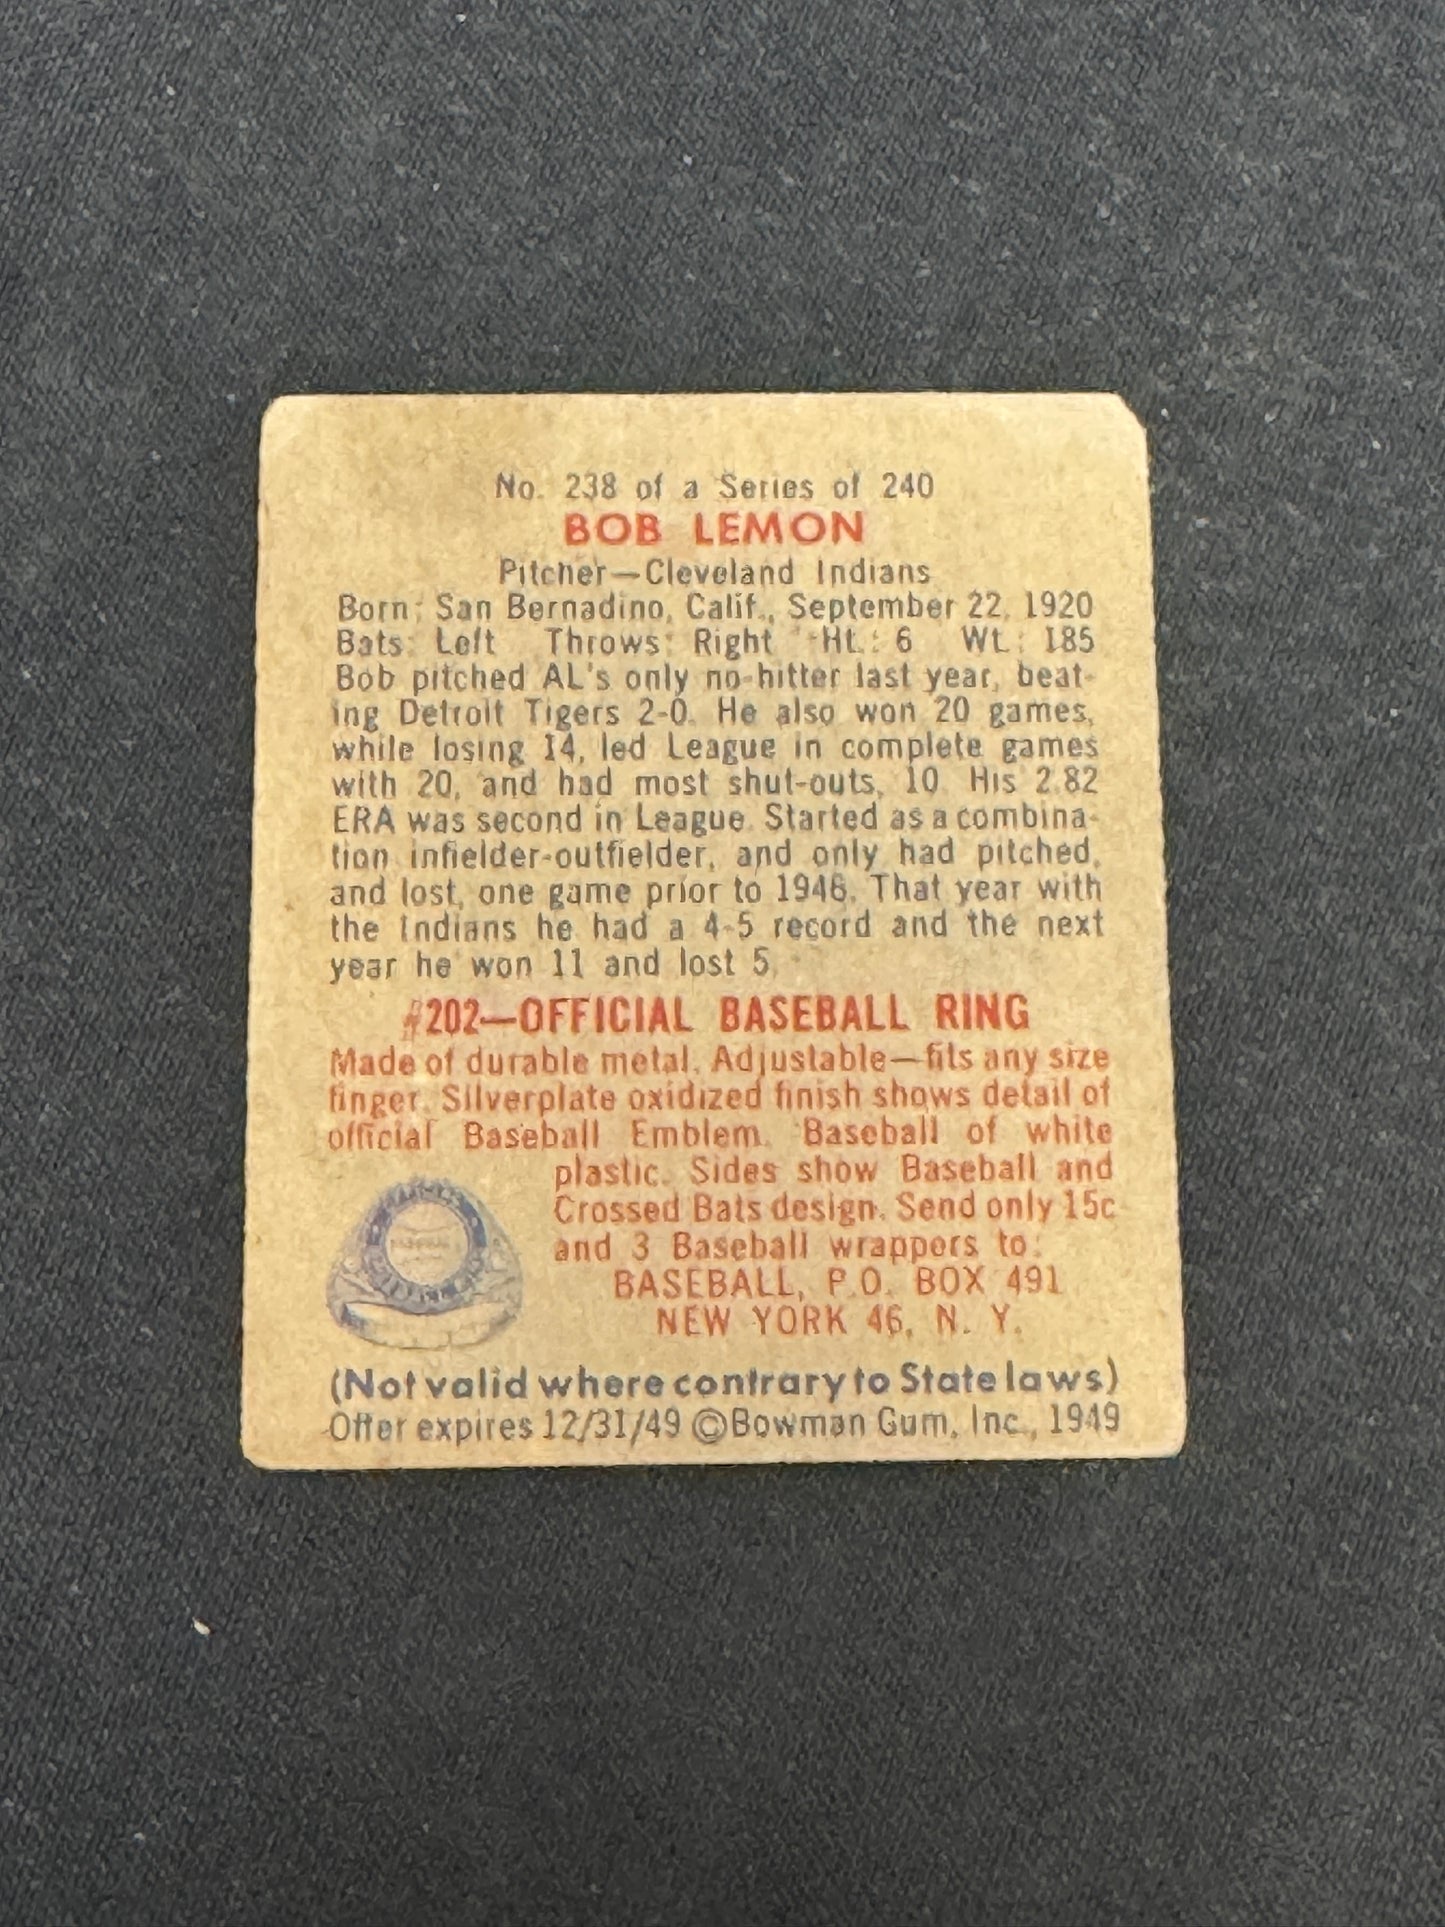 No. 238 of a Series of 240
BOB LEMON
Pitcher—Cleveland Indians
Born: San Bernadino, Calif., September 22, 1920
Bats: Left Throws: Right Ht.: 6 Wt.: 185
Bob pitched AL's only no-hitter last year, beat-
ing Detroit Tigers 2-0. He also won 20 games,
while losing 14, led League in complete games
with 20, and had most shut-outs, 10. His 2.82
ERA was second in League. Started as a combina-
tion infielder-outfielder, and only had pitched,
and lost, one game prior to 1946. That year with
the Indians he had a 4-5 record and the next
year he won 11 and lost 5.
#202—OFFICIAL BASEBALL RING
Made of durable metal. Adjustable—fits any size
finger. Silverplate oxidized finish shows detail of
official Baseball Emblem. Baseball of white
plastic. Sides show Baseball and
Crossed Bats design. Send only 15c
and 3 Baseball wrappers to:
BASEBALL, P.O. BOX 491
NEW YORK 46, N. Y.
(Not valid where contrary to State laws)
Offer expires 12/31/49 ©Bowman Gum, Inc., 1949